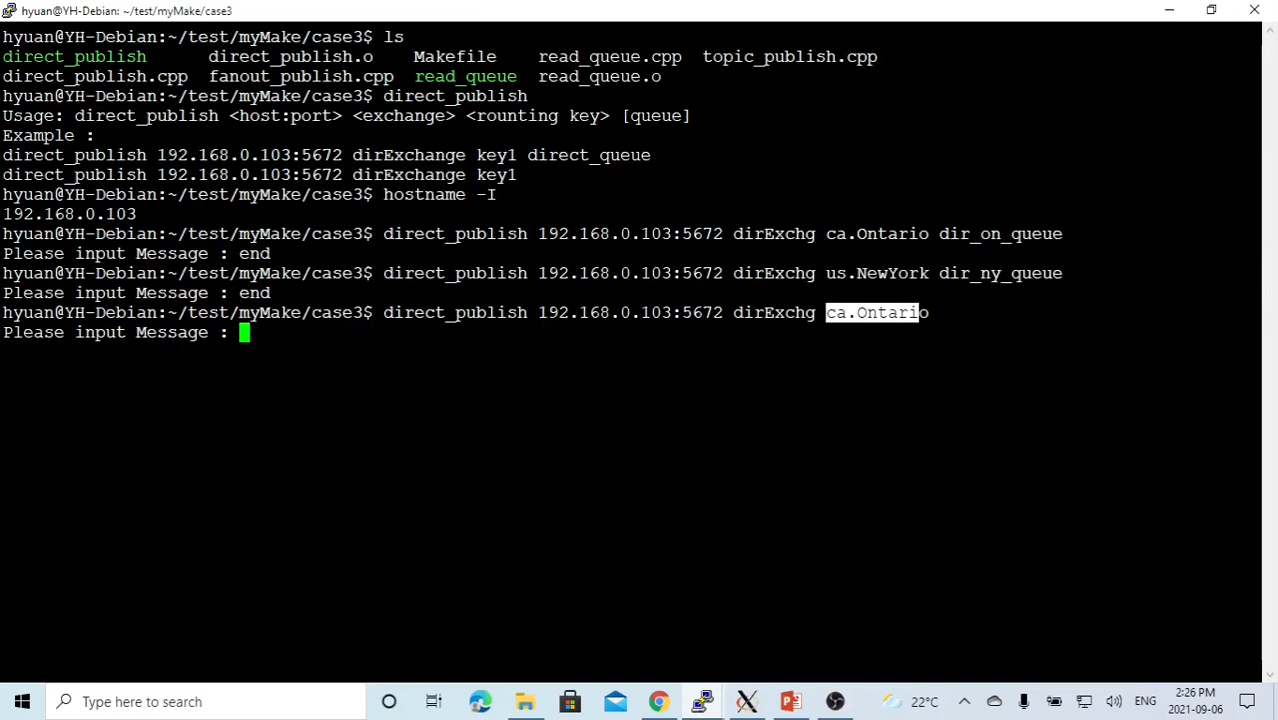 hyuan@YH-Debian: ~/test/myMake/case3
hyuan@YH-Debian:~/test/myMake/case3$ ls
direct_publish direct_publish.o Makefile read_queue.cpp topic_publish.cpp
direct_publish.cpp fanout_publish.cpp read_queue read_queue.o
hyuan@YH-Debian:~/test/myMake/case3$ direct_publish
Usage: direct_publish <host:port> <exchange> <rounting key> [queue]
Example :
direct_publish 192.168.0.103:5672 dirExchange key1 direct_queue
direct_publish 192.168.0.103:5672 dirExchange key1
hyuan@YH-Debian:~/test/myMake/case3$ hostname -I
192.168.0.103
hyuan@YH-Debian:~/test/myMake/case3$ direct_publish 192.168.0.103:5672 dirExchg ca.Ontario dir_on_queue
Please input Message : end
hyuan@YH-Debian:~/test/myMake/case3$ direct_publish 192.168.0.103:5672 dirExchg us.NewYork dir_ny_queue
Please input Message : end
hyuan@YH-Debian:~/test/myMake/case3$ direct_publish 192.168.0.103:5672 dirExchg ca.Ontario
Please input Message :
Type here to search
22°C
ENG
2:26 PM
2021-09-06